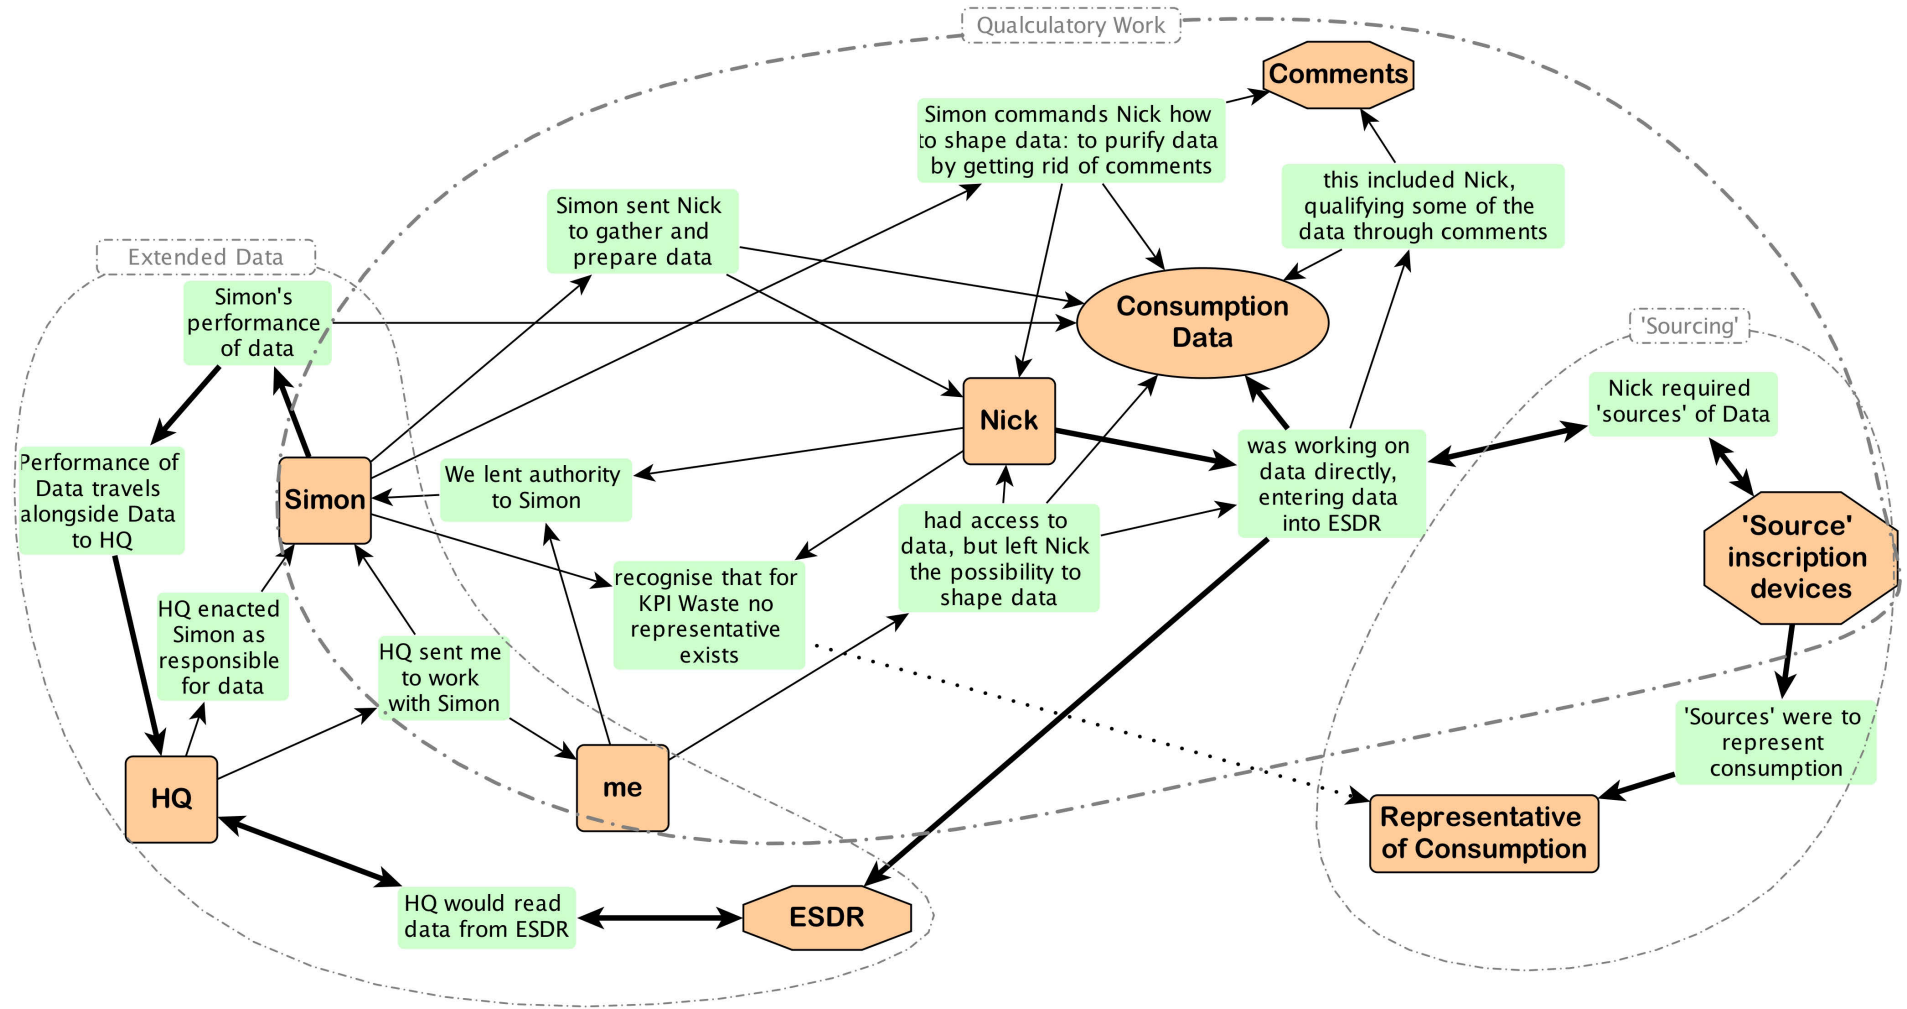 Qualculatory Work
Comments
Simon commands Nick how
to shape data: to purify data
by getting rid of comments
this included Nick,
qualifying some of the
data through comments
Simon sent Nick
to gather and
prepare data
Extended Data
Simon's
performance
of data
Consumption
Data
'Sourcing'
Nick required
'sources' of Data
Nick
was working on
data directly,
entering data
into ESDR
Performance of
Data travels
alongside Data
to HQ
Simon
We lent authority
to Simon
'Source'
inscription
devices
had access to
data, but left Nick
the possibility to
shape data
recognise that for
KPI Waste no
representative
exists
HQ enacted
Simon as
responsible
for data
HQ sent me
to work
with Simon
'Sources' were to
represent
consumption
HQ
me
Representative
of Consumption
HQ would read
data from ESDR
ESDR